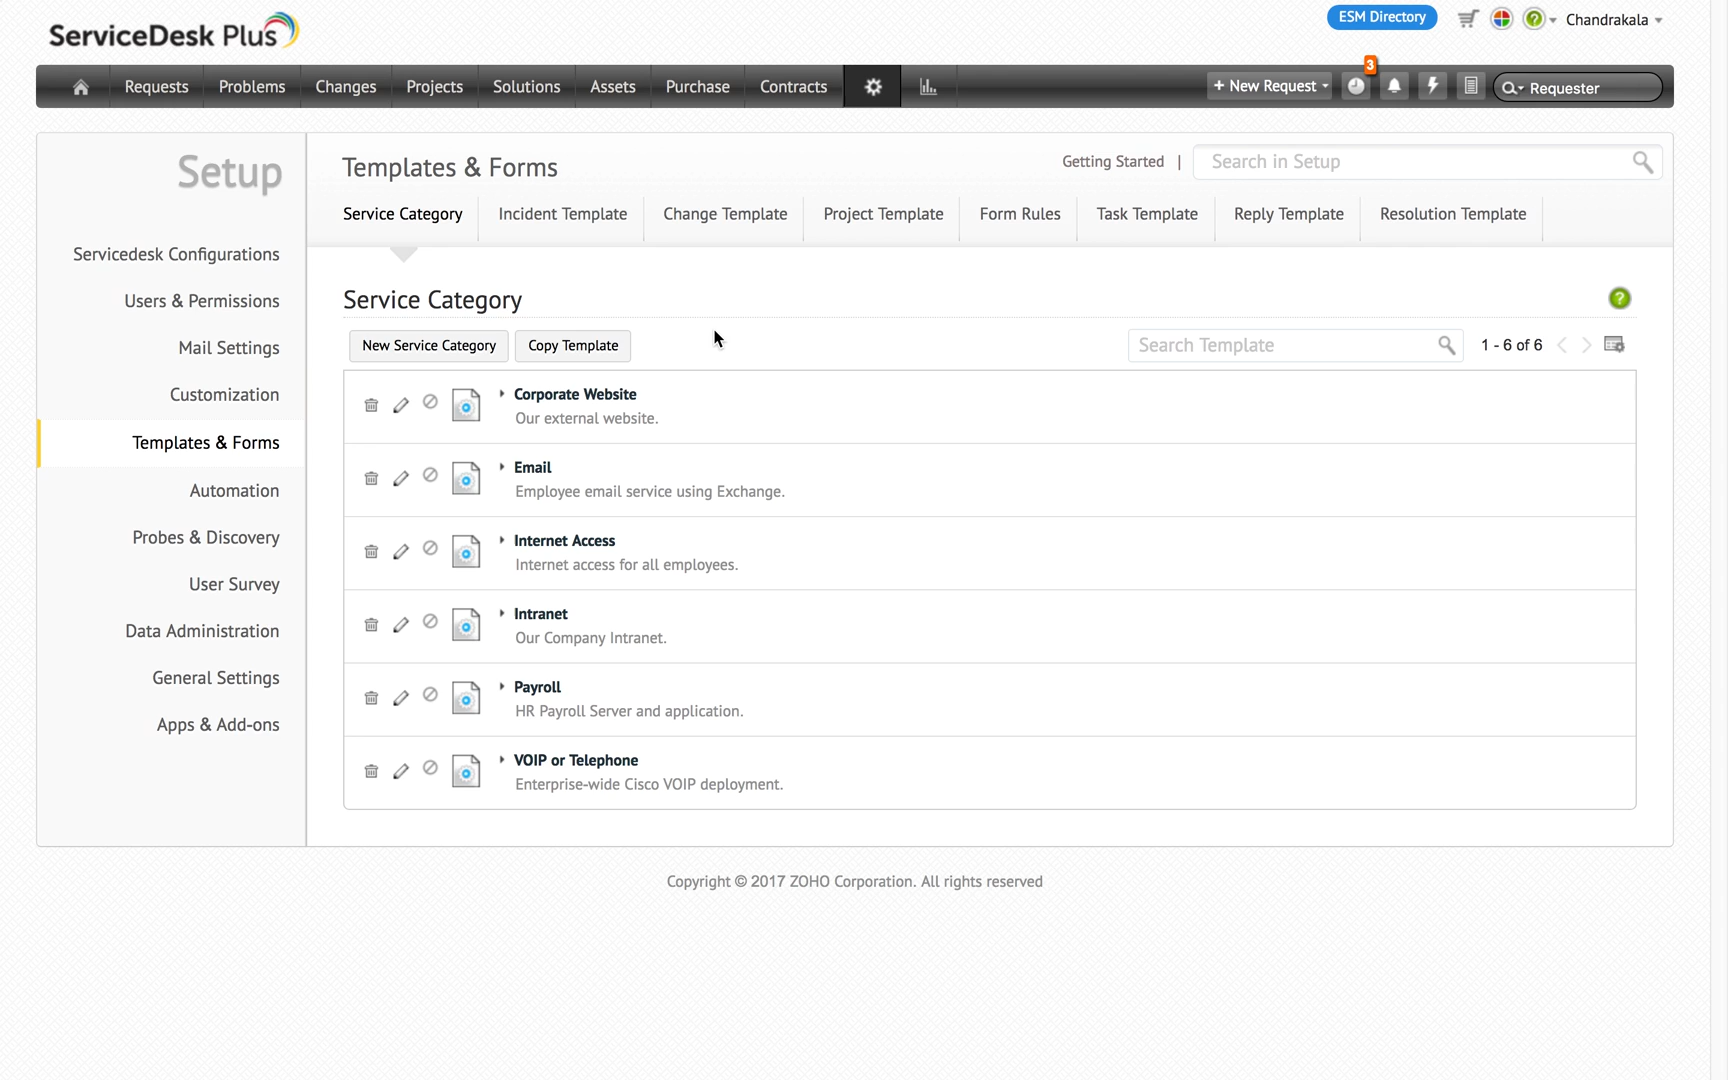 ServiceDesk Plus
ESM Directory
Chandrakala
Requests
Problems
Changes
Projects
Solutions
Assets
Purchase
Contracts
+ New Request
3
Requester
Setup
Servicedesk Configurations
Users & Permissions
Mail Settings
Customization
Templates & Forms
Automation
Probes & Discovery
User Survey
Data Administration
General Settings
Apps & Add-ons
Templates & Forms
Getting Started |
Search in Setup
Service Category
Incident Template
Change Template
Project Template
Form Rules
Task Template
Reply Template
Resolution Template
Service Category
New Service Category
Copy Template
Search Template
1 - 6 of 6
Corporate Website
Our external website.
Email
Employee email service using Exchange.
Internet Access
Internet access for all employees.
Intranet
Our Company Intranet.
Payroll
HR Payroll Server and application.
VOIP or Telephone
Enterprise-wide Cisco VOIP deployment.
Copyright © 2017 ZOHO Corporation. All rights reserved